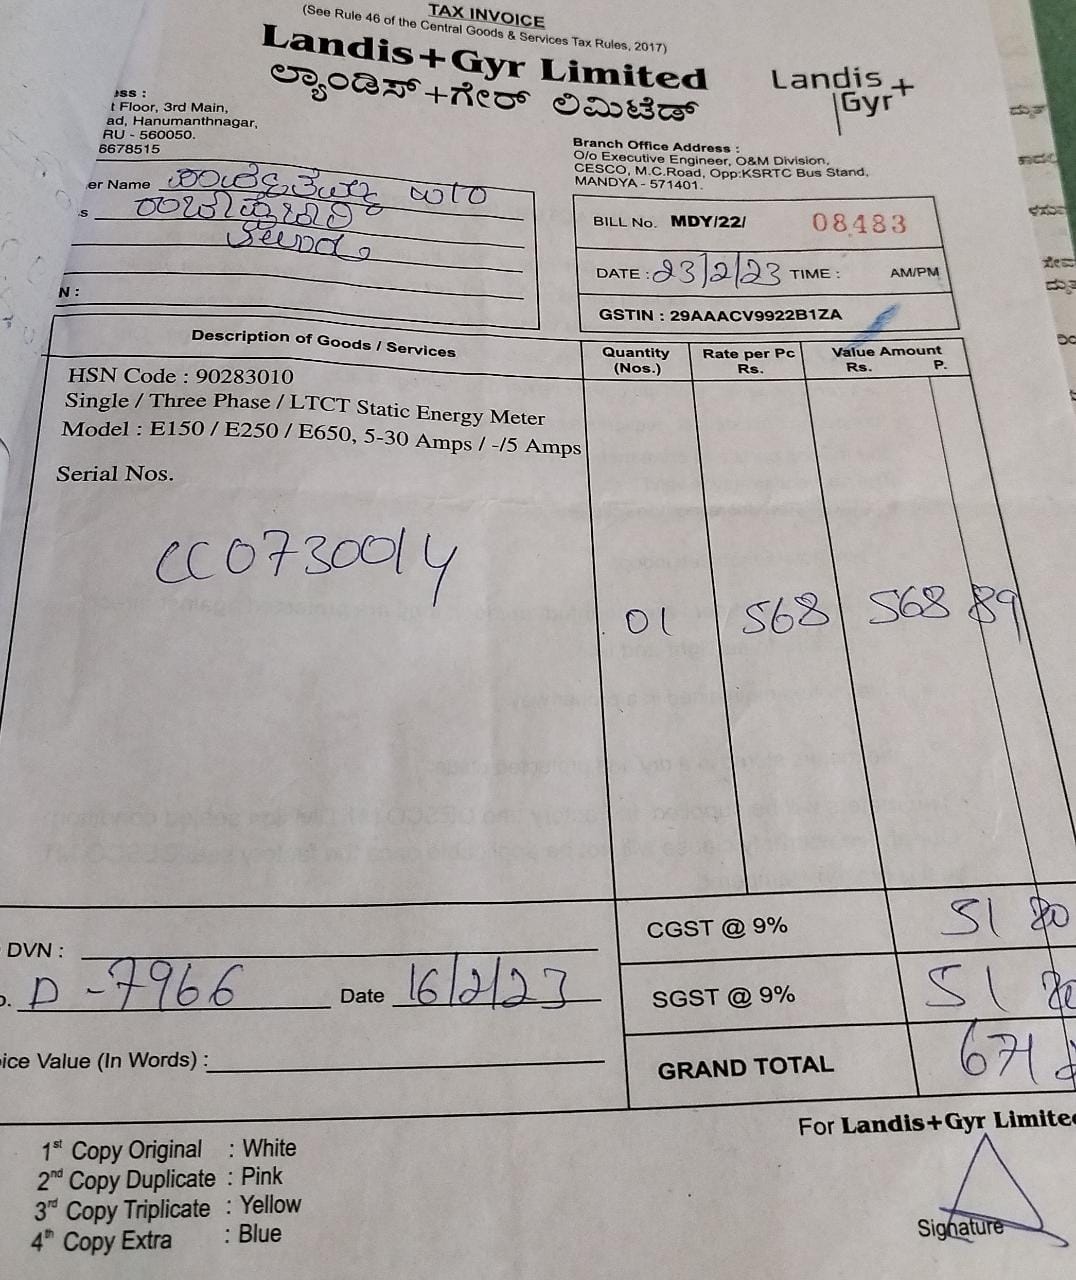 TAX INVOICE
(See Rule 46 of the Central Goods & Services Tax Rules, 2017)
Landis+Gyr Limited
ಲ್ಯಾಂಡಿಸ್+ಗೇರ್ ಲಿಮಿಟೆಡ್
Landis+
Gyr
ess :
t Floor, 3rd Main,
ad, Hanumanthnagar,
RU - 560050.
6678515
Branch Office Address :
O/o Executive Engineer, O&M Division,
CESCO, M.C.Road, Opp:KSRTC Bus Stand,
MANDYA - 571401.
er Name
s
N :
BILL No. MDY/22/ 08483
DATE : 23/2/23 TIME : AM/PM
GSTIN : 29AAACV9922B1ZA
Description of Goods / Services
Quantity (Nos.)
Rate per Pc Rs.
Value Amount Rs. P.
HSN Code : 90283010
Single / Three Phase / LTCT Static Energy Meter
Model : E150 / E250 / E650, 5-30 Amps / -/5 Amps
Serial Nos.
CC0730014
01 568 568 89
CGST @ 9% 51 20
DVN :
SGST @ 9% 51 20
o. D-7966 Date 16/2/23
GRAND TOTAL 671
oice Value (In Words) :
For Landis+Gyr Limite
1st Copy Original : White
2nd Copy Duplicate : Pink
3rd Copy Triplicate : Yellow
4th Copy Extra : Blue
Signature